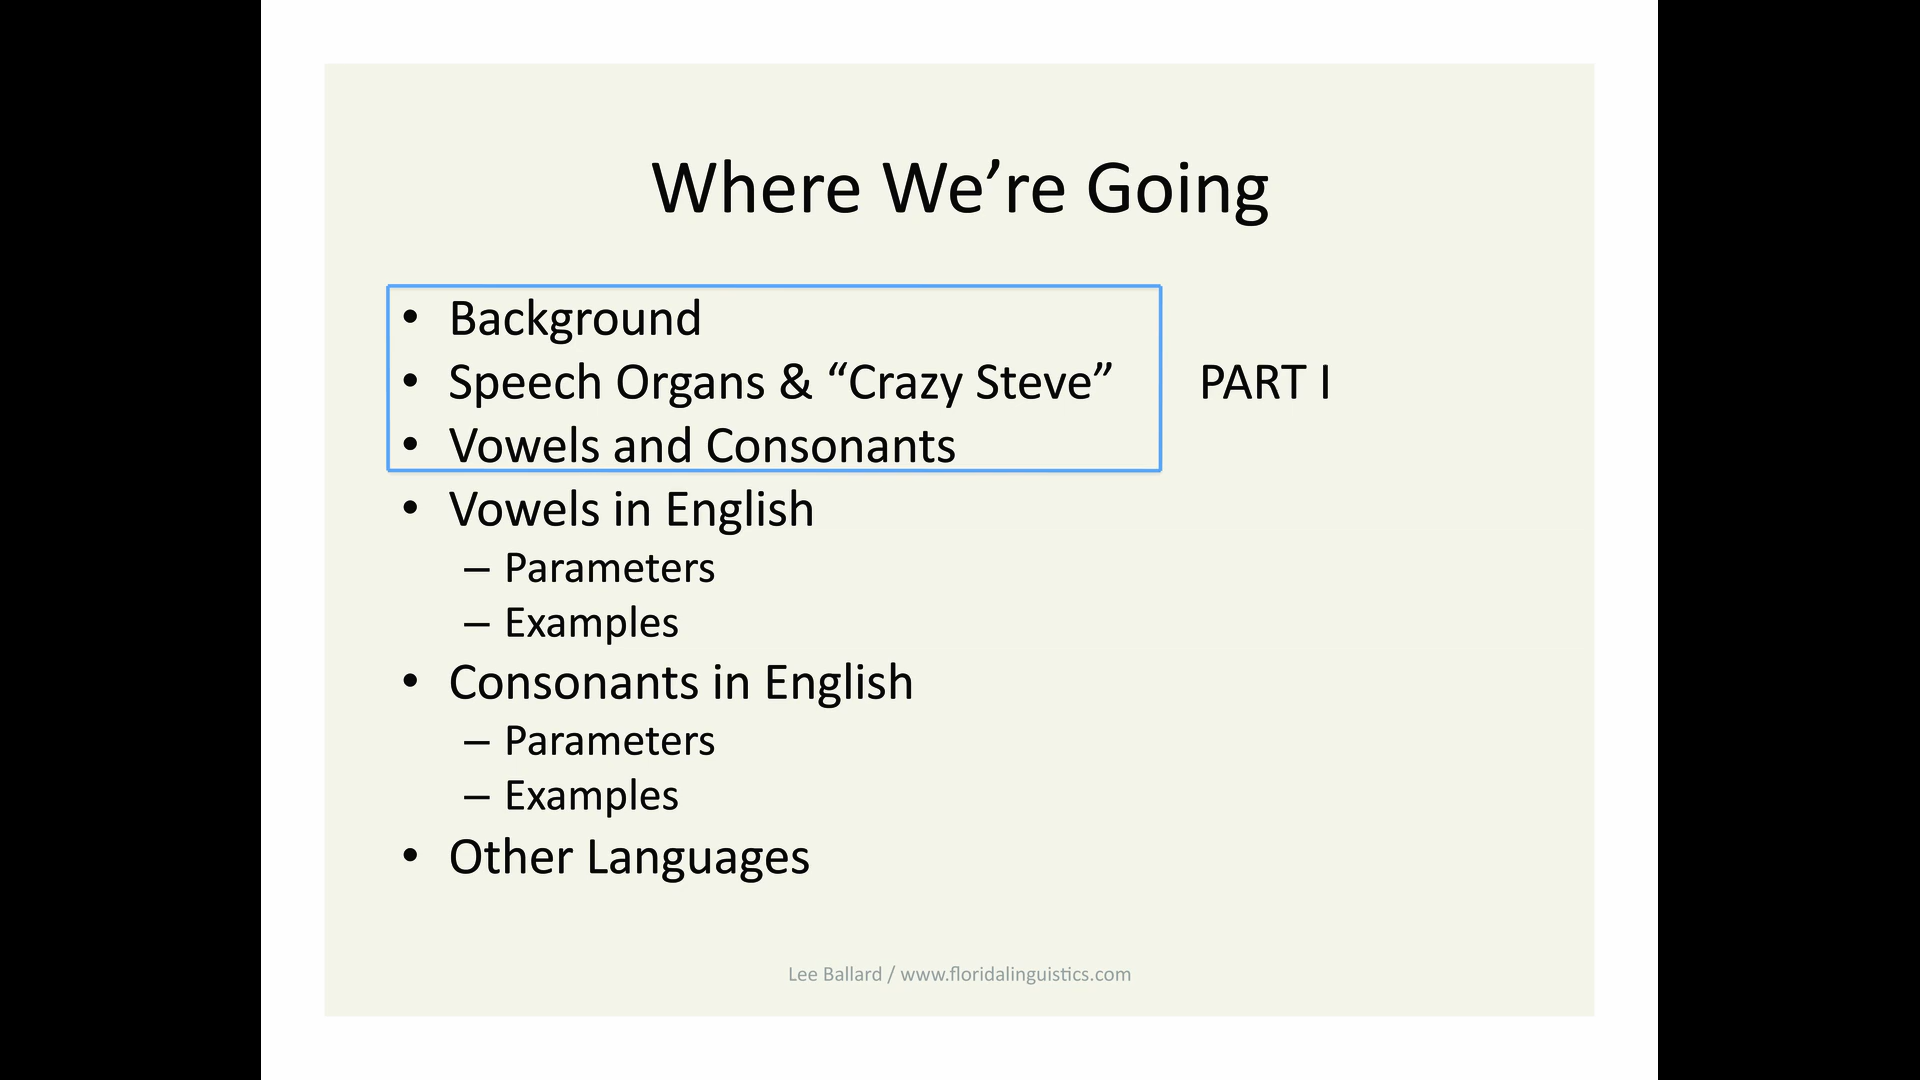 Where We’re Going
• Background
• Speech Organs & “Crazy Steve” PART I
• Vowels and Consonants
• Vowels in English
– Parameters
– Examples
• Consonants in English
– Parameters
– Examples
• Other Languages
Lee Ballard / www.floridalinguistics.com